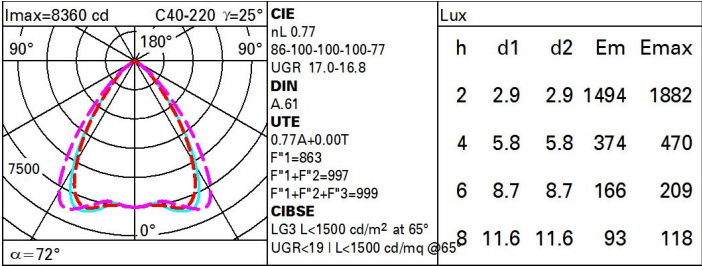 Imax=8360 cd C40-220 γ=25°
90° 180° 90°
7500
0°
α=72°
CIE
nL 0.77
86-100-100-100-77
UGR 17.0-16.8
DIN
A.61
UTE
0.77A+0.00T
F"1=863
F"1+F"2=997
F"1+F"2+F"3=999
CIBSE
LG3 L<1500 cd/m² at 65°
UGR<19 | L<1500 cd/mq @65°
Lux
h d1 d2 Em Emax
2 2.9 2.9 1494 1882
4 5.8 5.8 374 470
6 8.7 8.7 166 209
8 11.6 11.6 93 118